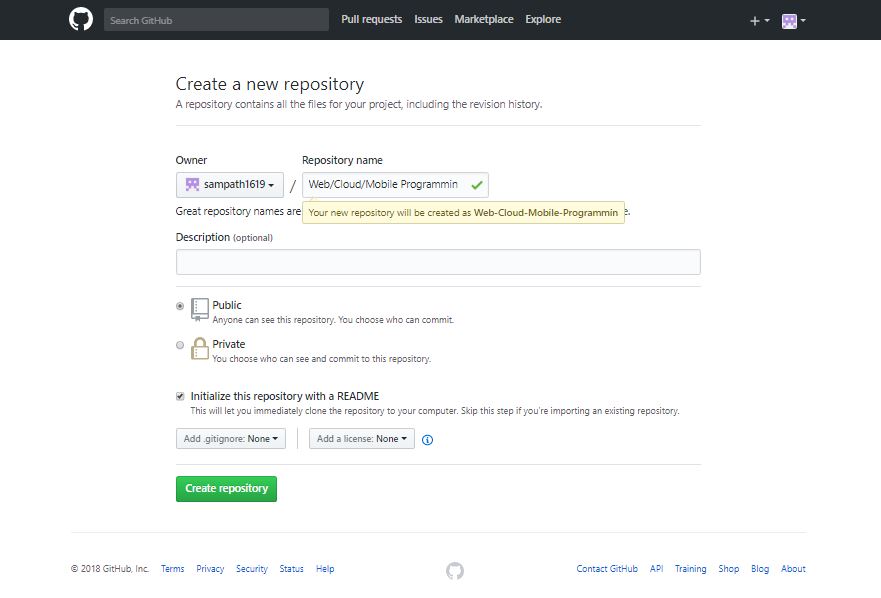 Search GitHub Pull requests Issues Marketplace Explore
Create a new repository
A repository contains all the files for your project, including the revision history.
Owner Repository name
sampath1619 / Web/Cloud/Mobile Programmin
Great repository names are e.
Your new repository will be created as Web-Cloud-Mobile-Programmin
Description (optional)
Public
Anyone can see this repository. You choose who can commit.
Private
You choose who can see and commit to this repository.
Initialize this repository with a README
This will let you immediately clone the repository to your computer. Skip this step if you're importing an existing repository.
Add .gitignore: None Add a license: None
Create repository
© 2018 GitHub, Inc. Terms Privacy Security Status Help Contact GitHub API Training Shop Blog About